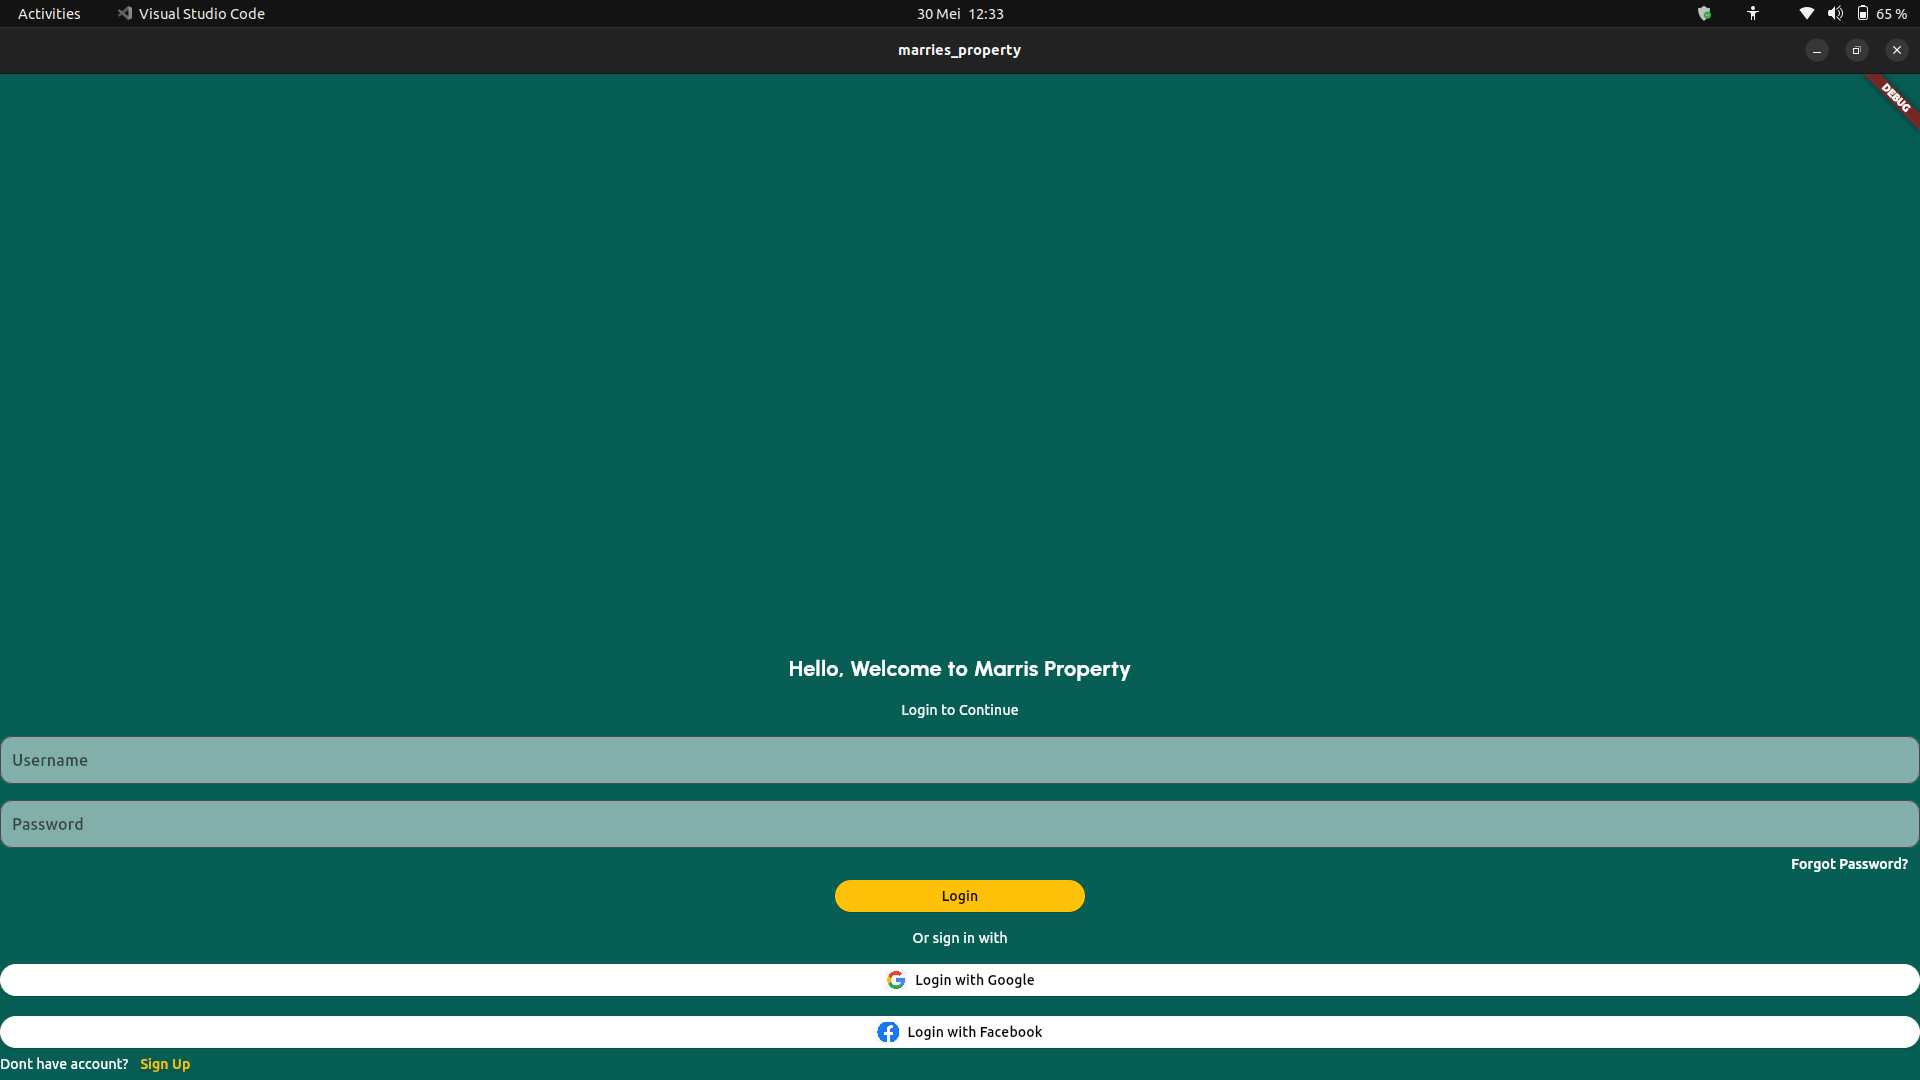 Activities Visual Studio Code 30 Mei 12:33 65 %
marries_property
DEBUG
Hello, Welcome to Marris Property
Login to Continue
Username
Password
Forgot Password?
Login
Or sign in with
Login with Google
Login with Facebook
Dont have account? Sign Up